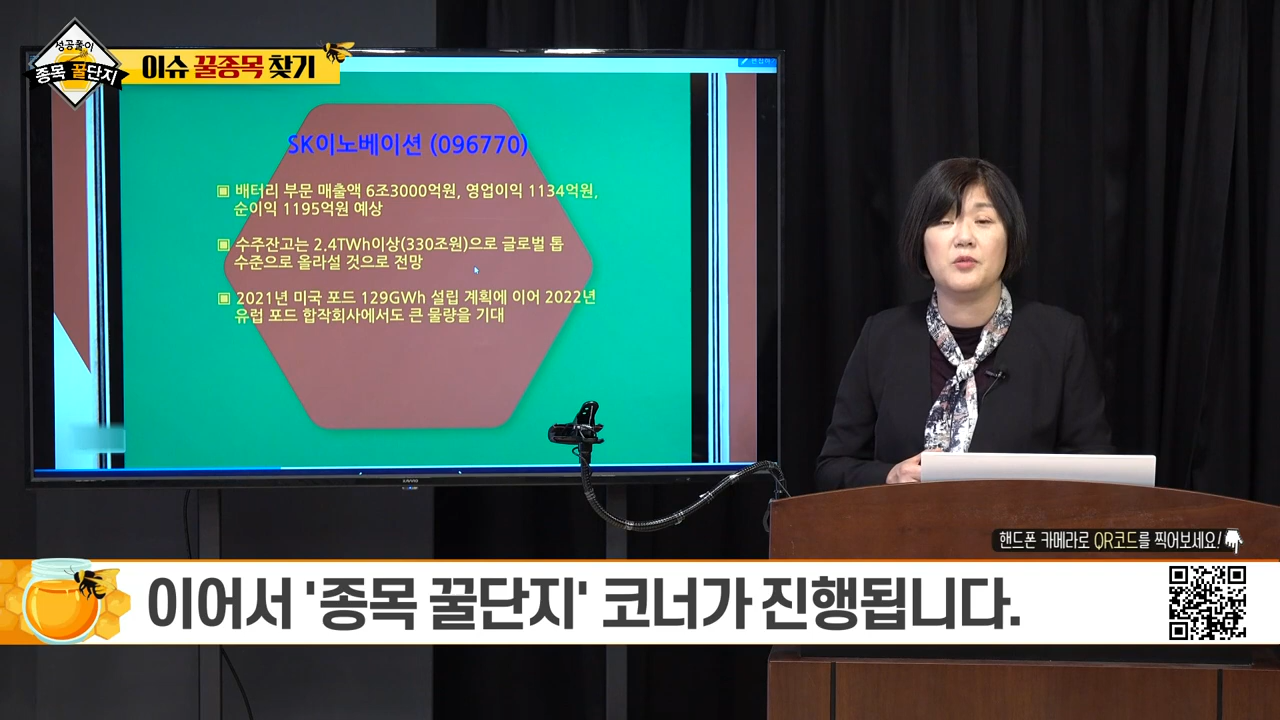 성공풀이
종목 꿀단지
이슈 꿀종목 찾기
SK이노베이션 (096770)
▣ 배터리 부문 매출액 6조3000억원, 영업이익 1134억원,
순이익 1195억원 예상
▣ 수주잔고는 2.4TWh이상(330조원)으로 글로벌 톱
수준으로 올라설 것으로 전망
▣ 2021년 미국 포드 129GWh 설립 계획에 이어 2022년
유럽 포드 합작회사에서도 큰 물량을 기대
핸드폰 카메라로 QR코드를 찍어보세요!
이어서 '종목 꿀단지' 코너가 진행됩니다.